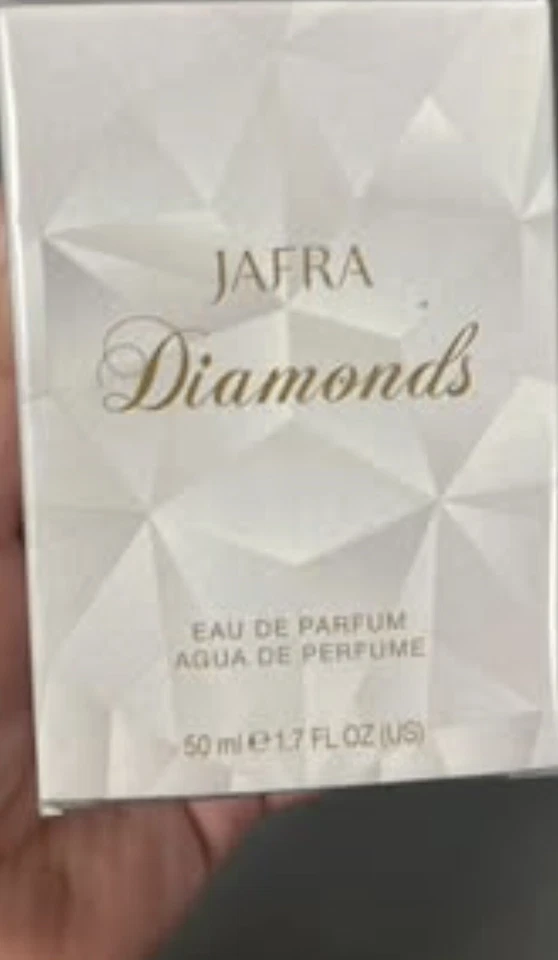 JAFRA
Diamonds
EAU DE PARFUM
AGUA DE PERFUME
50 ml ℮ 1.7 FL OZ (US)